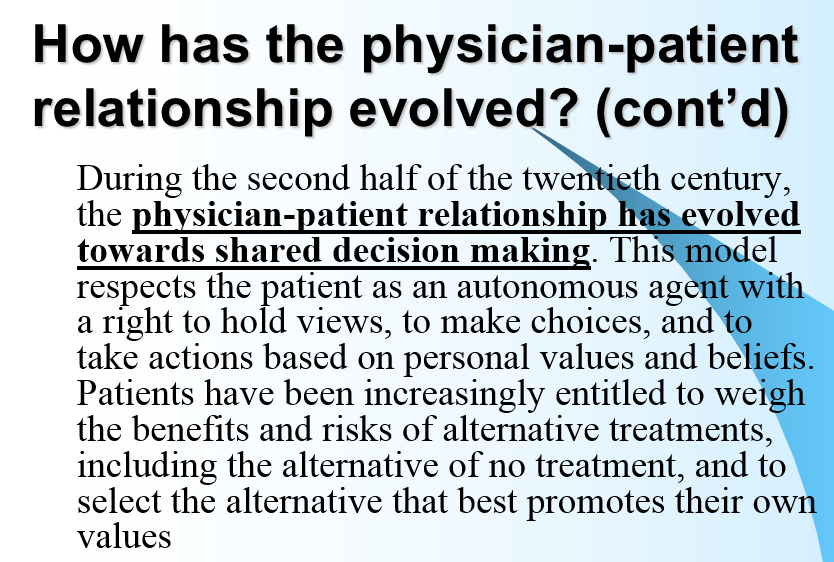 How has the physician-patient
relationship evolved? (cont’d)
During the second half of the twentieth century,
the physician-patient relationship has evolved
towards shared decision making. This model
respects the patient as an autonomous agent with
a right to hold views, to make choices, and to
take actions based on personal values and beliefs.
Patients have been increasingly entitled to weigh
the benefits and risks of alternative treatments,
including the alternative of no treatment, and to
select the alternative that best promotes their own
values